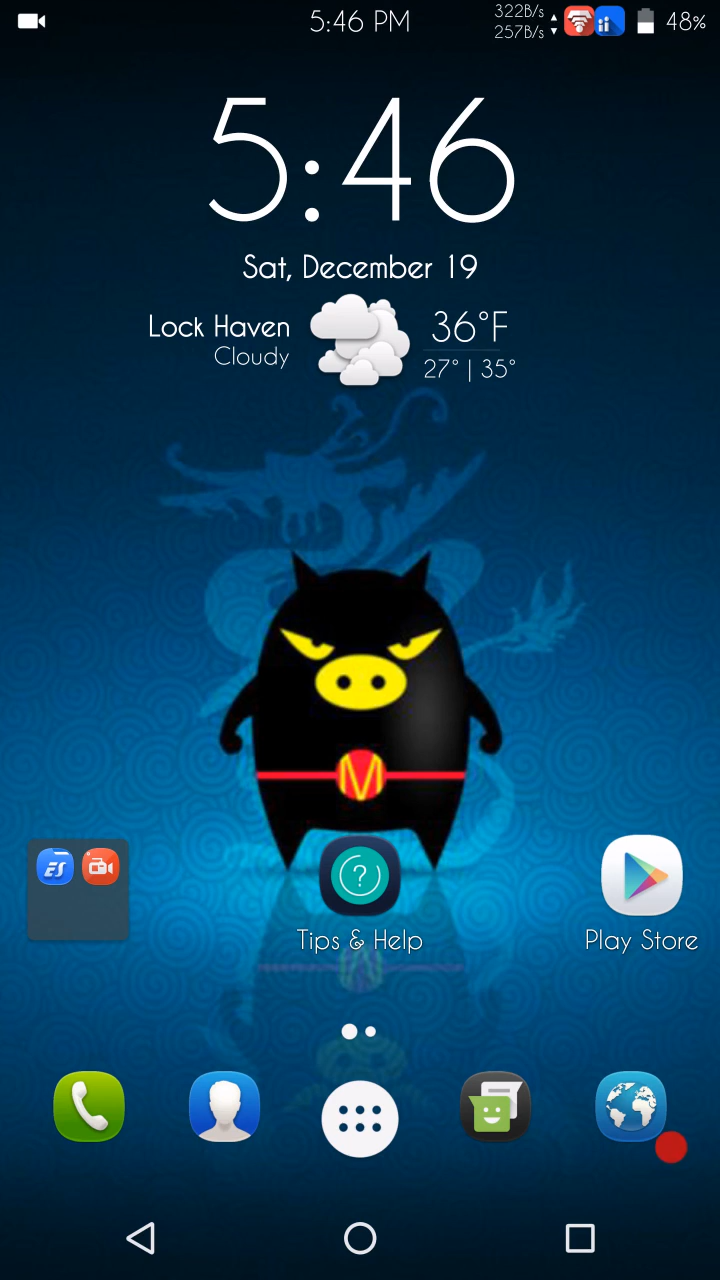 5:46 PM
322B/s
257B/s
48%
5:46
Sat, December 19
Lock Haven
Cloudy
36°F
27° | 35°
M
ES
?
Tips & Help
Play Store